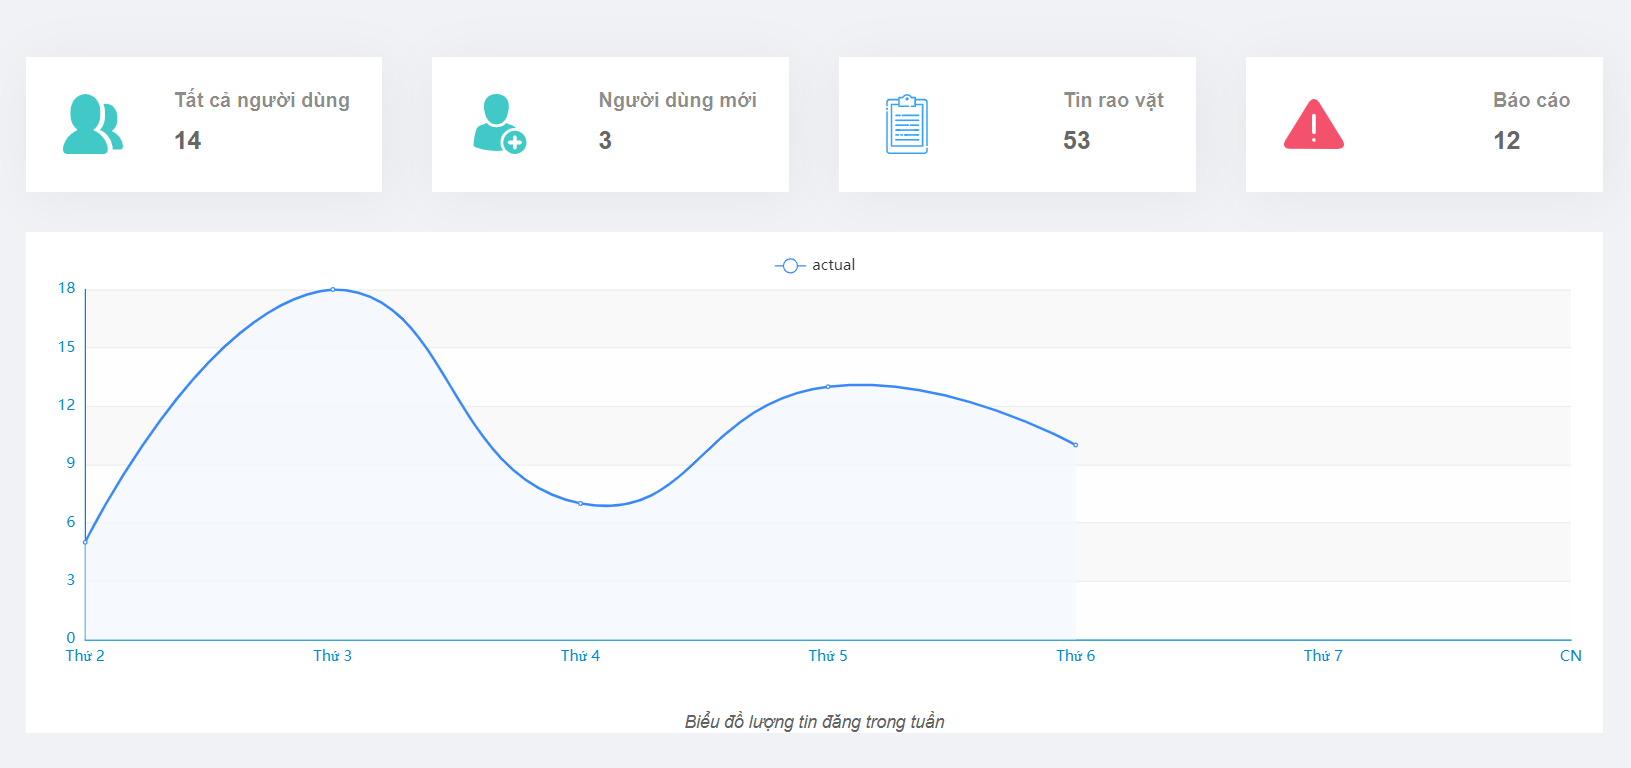 Tất cả người dùng
14
Người dùng mới
3
Tin rao vặt
53
Báo cáo
12
actual
18
15
12
9
6
3
0
Thứ 2 Thứ 3 Thứ 4 Thứ 5 Thứ 6 Thứ 7 CN
Biểu đồ lượng tin đăng trong tuần